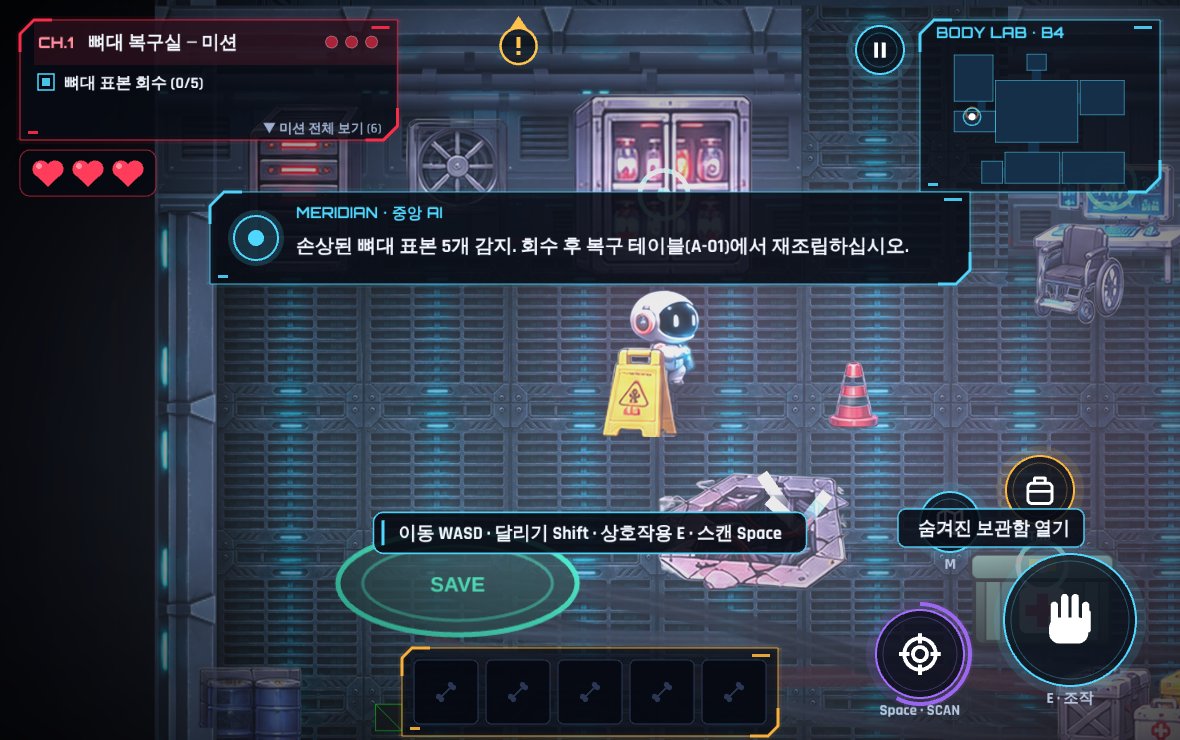 CH.1 뼈대 복구실 – 미션
뼈대 표본 회수 (0/5)
▼ 미션 전체 보기 (6)
BODY LAB · B4
MERIDIAN · 중앙 AI
손상된 뼈대 표본 5개 감지. 회수 후 복구 테이블(A-01)에서 재조립하십시오.
이동 WASD · 달리기 Shift · 상호작용 E · 스캔 Space
숨겨진 보관함 열기
M
SAVE
Space · SCAN
E · 조작